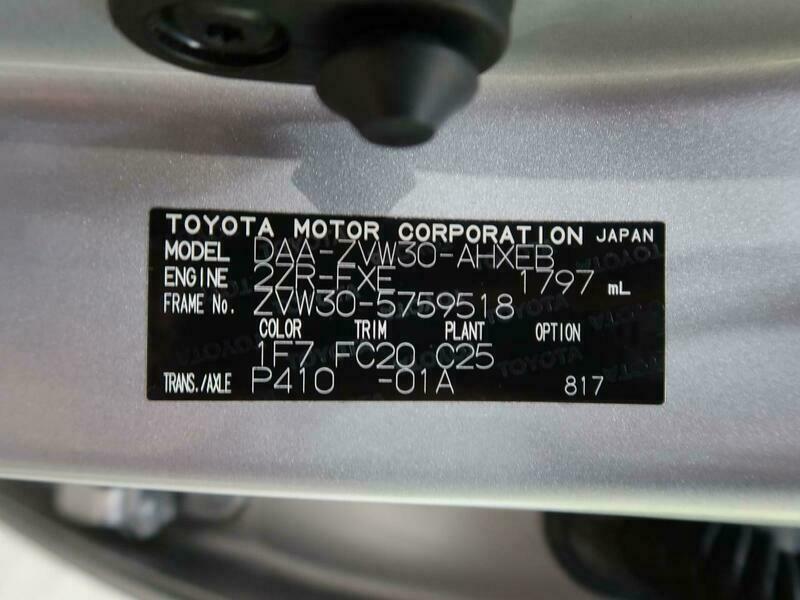 TOYOTA MOTOR CORPORATION JAPAN
MODEL DAA-ZVW30-AHXEB
ENGINE 2ZR-FXE 1797 mL
FRAME No. ZVW30-5759518
COLOR TRIM PLANT OPTION
1F7 FC20 C25
TRANS./AXLE P410 -01A 817